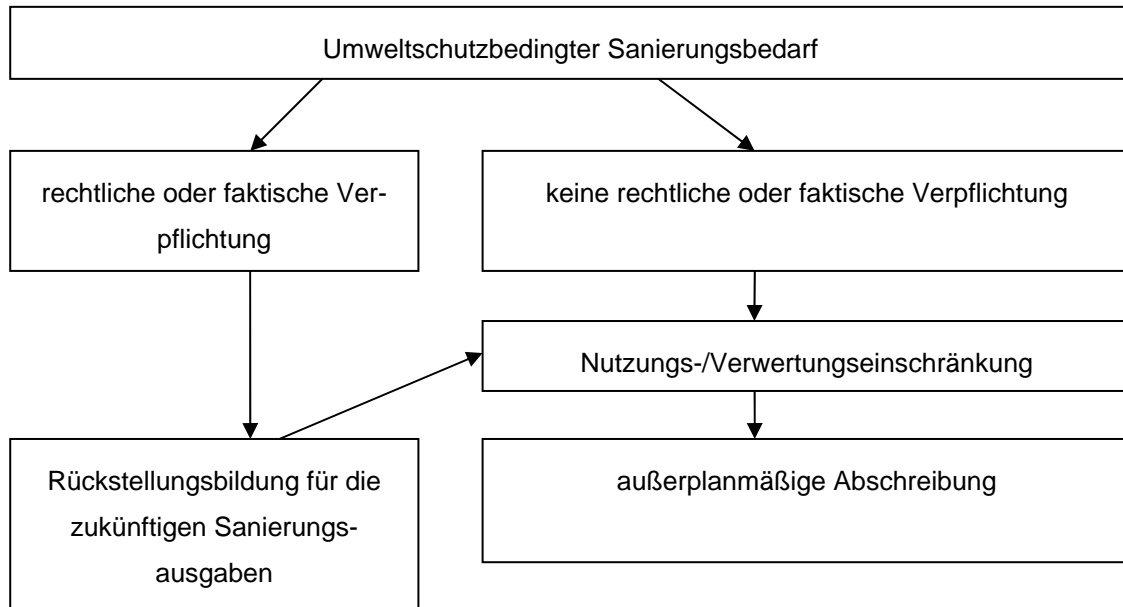 Umweltschutzbedingter Sanierungsbedarf
rechtliche oder faktische Ver-
pflichtung
keine rechtliche oder faktische Verpflichtung
Nutzungs-/Verwertungseinschränkung
Rückstellungsbildung für die
zukünftigen Sanierungs-
ausgaben
außerplanmäßige Abschreibung